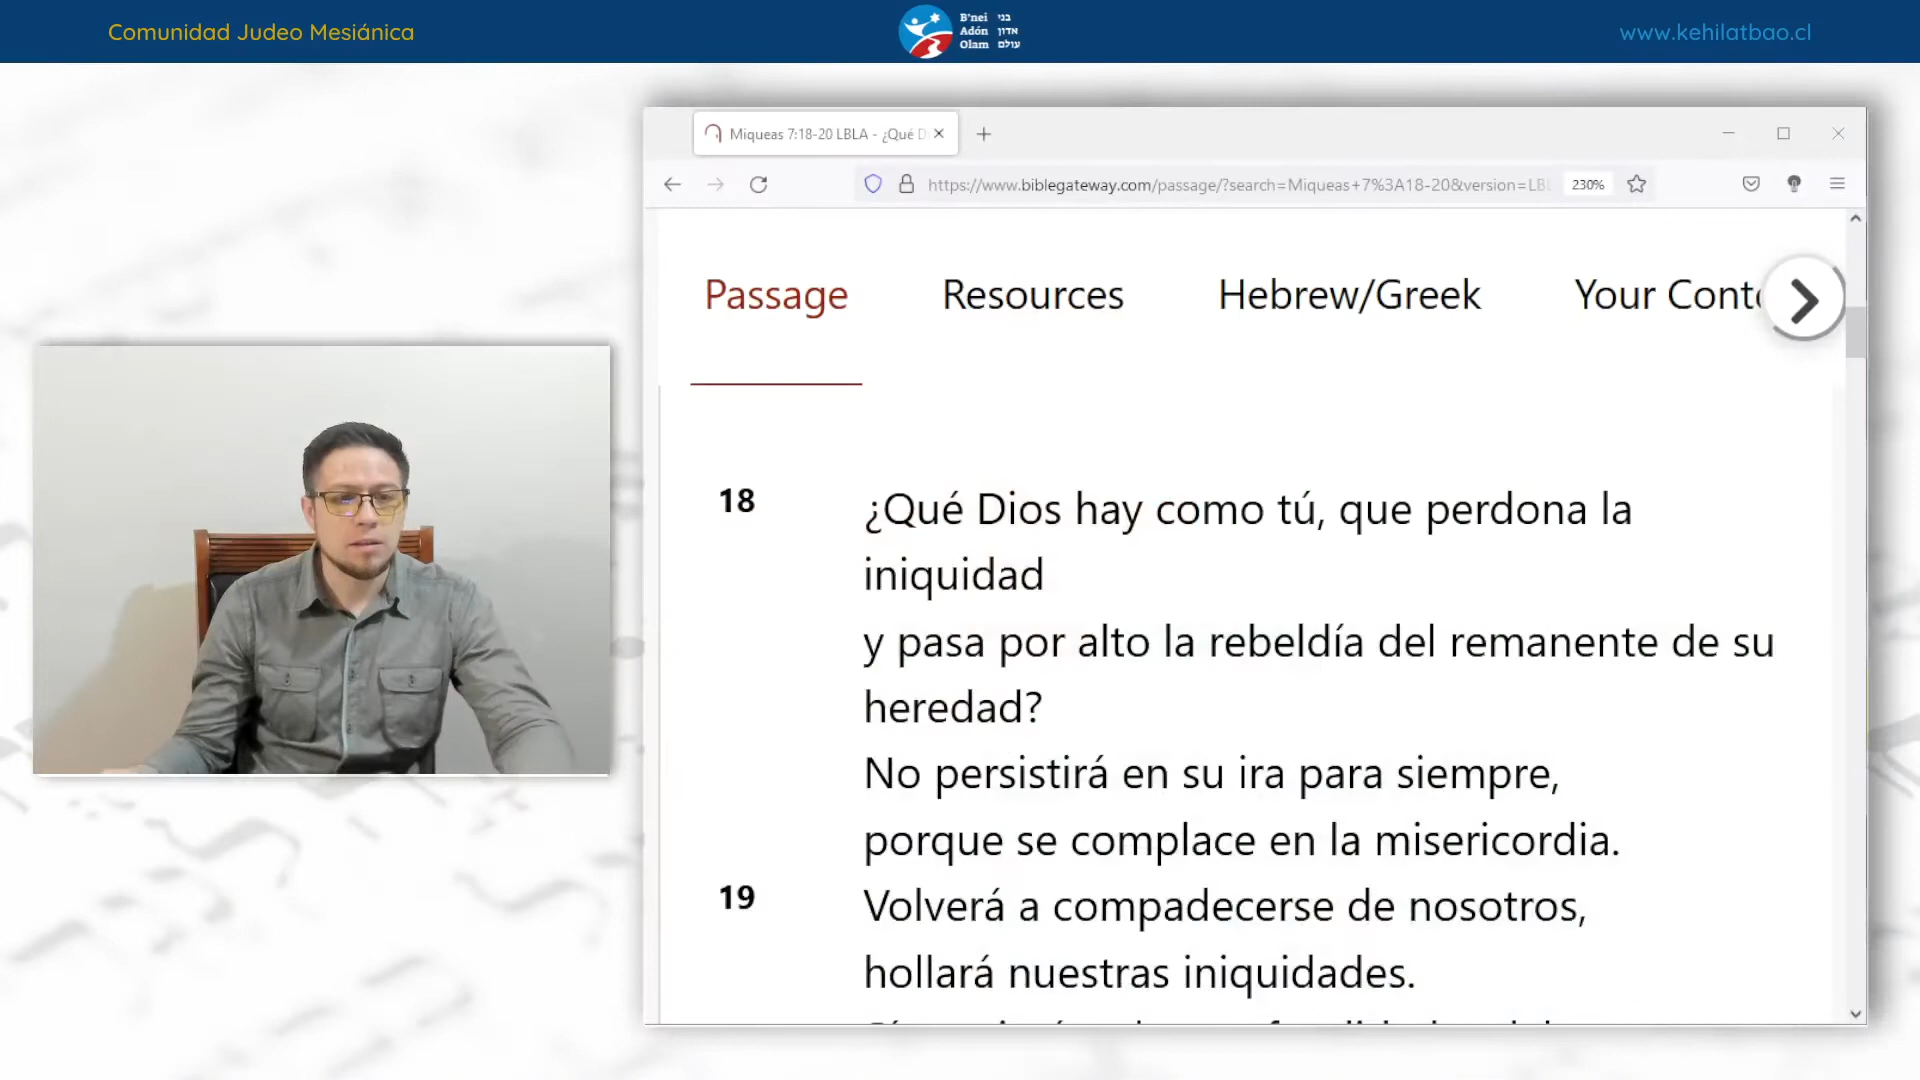 Comunidad Judeo Mesiánica
B'nei בני
Adón אדון
Olam עולם
www.kehilatbao.cl
Miqueas 7:18-20 LBLA - ¿Qué D
https://www.biblegateway.com/passage/?search=Miqueas+7%3A18-20&version=LB
230%
Passage Resources Hebrew/Greek Your Cont
18 ¿Qué Dios hay como tú, que perdona la
iniquidad
y pasa por alto la rebeldía del remanente de su
heredad?
No persistirá en su ira para siempre,
porque se complace en la misericordia.
19 Volverá a compadecerse de nosotros,
hollará nuestras iniquidades.